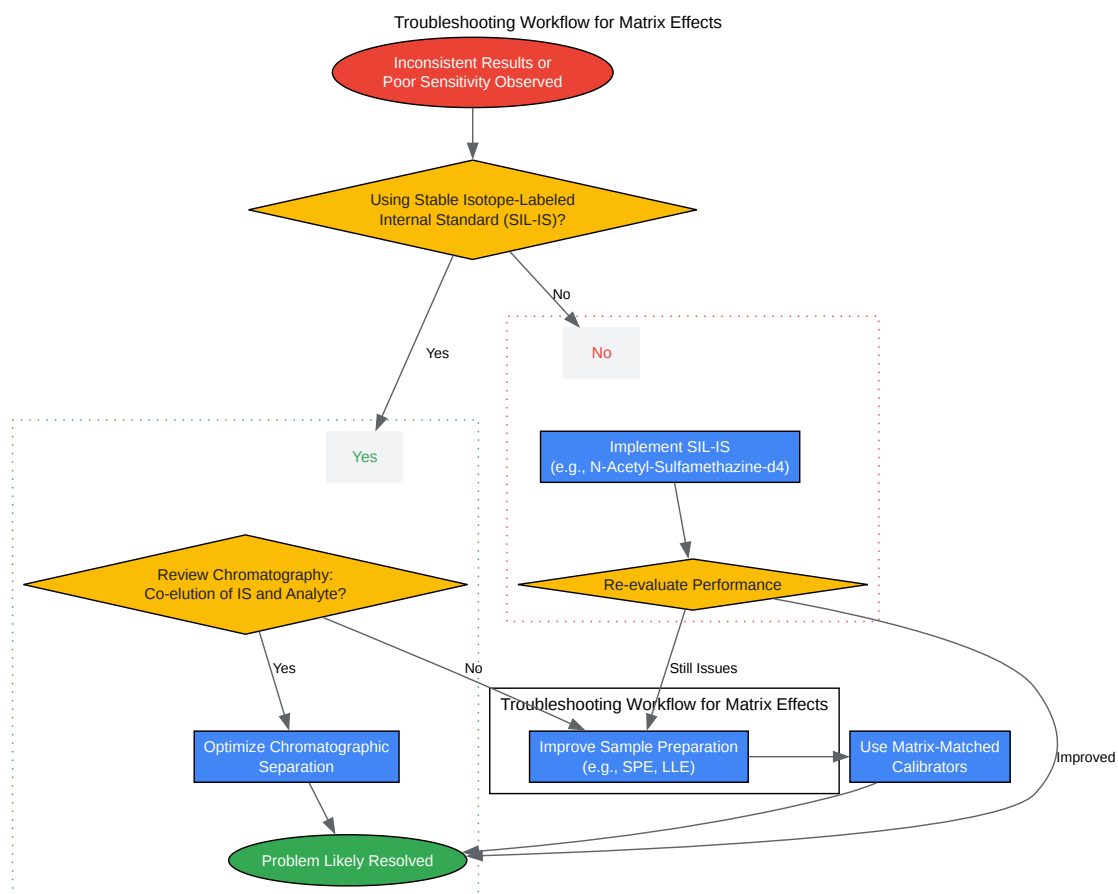 Troubleshooting Workflow for Matrix Effects
Inconsistent Results or
Poor Sensitivity Observed
Using Stable Isotope-Labeled
Internal Standard (SIL-IS)?
No
Yes
No
Yes
Implement SIL-IS
(e.g., N-Acetyl-Sulfamethazine-d4)
Review Chromatography:
Co-elution of IS and Analyte?
Re-evaluate Performance
Yes
No
Still Issues
Troubleshooting Workflow for Matrix Effects
Optimize Chromatographic
Separation
Improve Sample Preparation
(e.g., SPE, LLE)
Use Matrix-Matched
Calibrators
Improved
Problem Likely Resolved